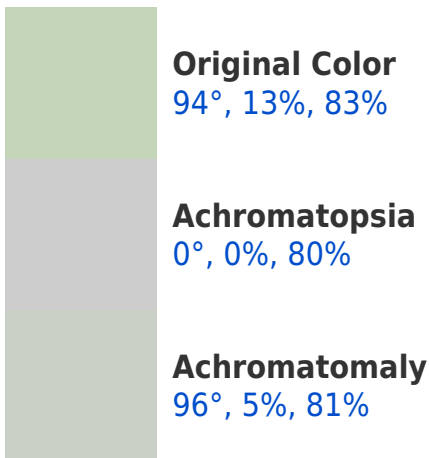 Original Color
94°, 13%, 83%
Achromatopsia
0°, 0%, 80%
Achromatomaly
96°, 5%, 81%